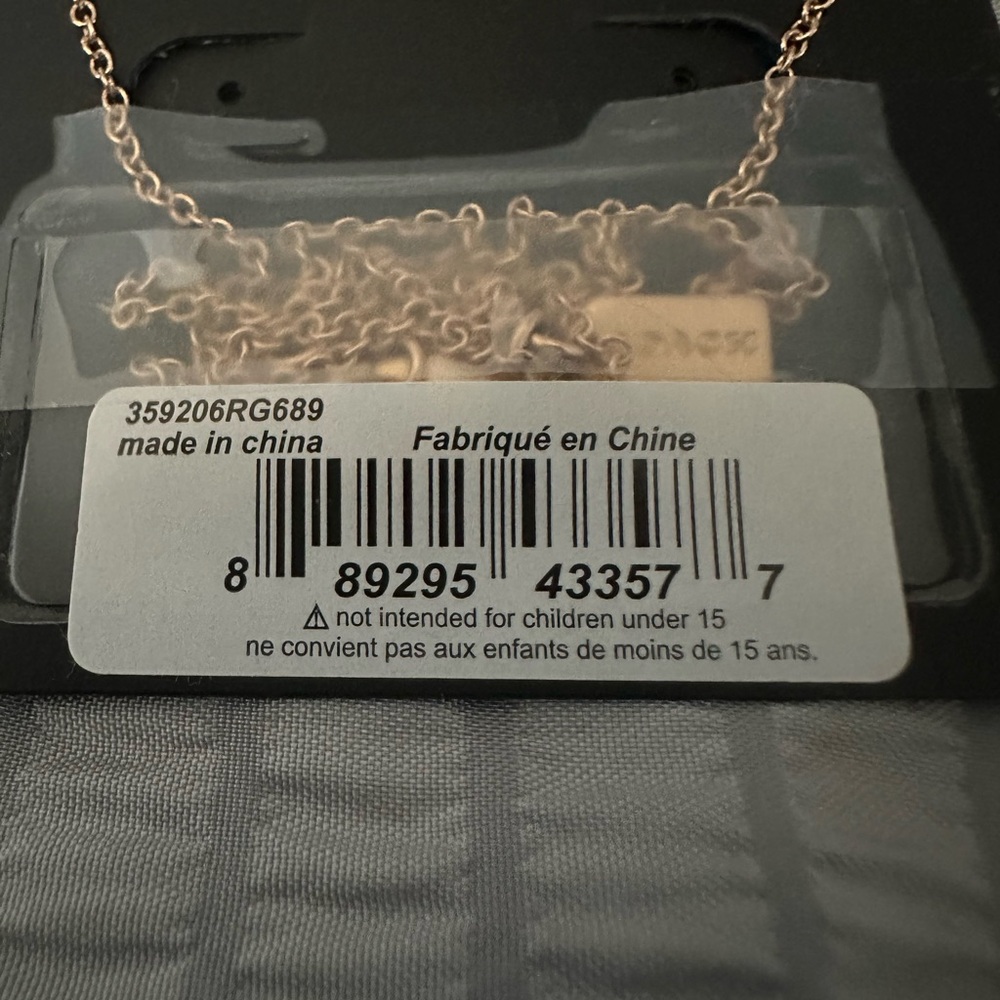 359206RG689
made in china Fabriqué en Chine
8 89295 43357 7
⚠ not intended for children under 15
ne convient pas aux enfants de moins de 15 ans.